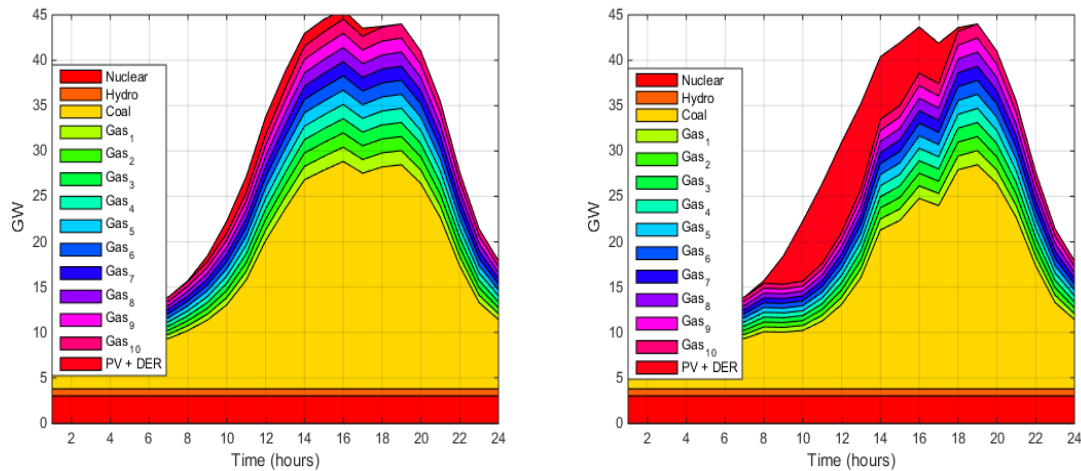 45
40
35
30
25
20
15
10
5
0
GW
Nuclear
Hydro
Coal
Gas1
Gas2
Gas3
Gas4
Gas5
Gas6
Gas7
Gas8
Gas9
Gas10
PV + DER
2 4 6 8 10 12 14 16 18 20 22 24
Time (hours)
45
40
35
30
25
20
15
10
5
0
GW
Nuclear
Hydro
Coal
Gas1
Gas2
Gas3
Gas4
Gas5
Gas6
Gas7
Gas8
Gas9
Gas10
PV + DER
2 4 6 8 10 12 14 16 18 20 22 24
Time (hours)